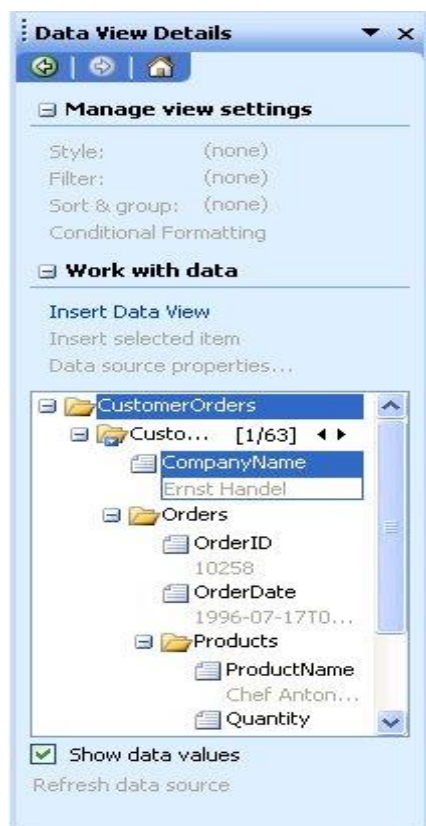 Data View Details
Manage view settings
Style: (none)
Filter: (none)
Sort & group: (none)
Conditional Formatting
Work with data
Insert Data View
Insert selected item
Data source properties...
CustomerOrders
Custo... [1/63]
CompanyName
Ernst Handel
Orders
OrderID
10258
OrderDate
1996-07-17T0...
Products
ProductName
Chef Anton...
Quantity
Show data values
Refresh data source